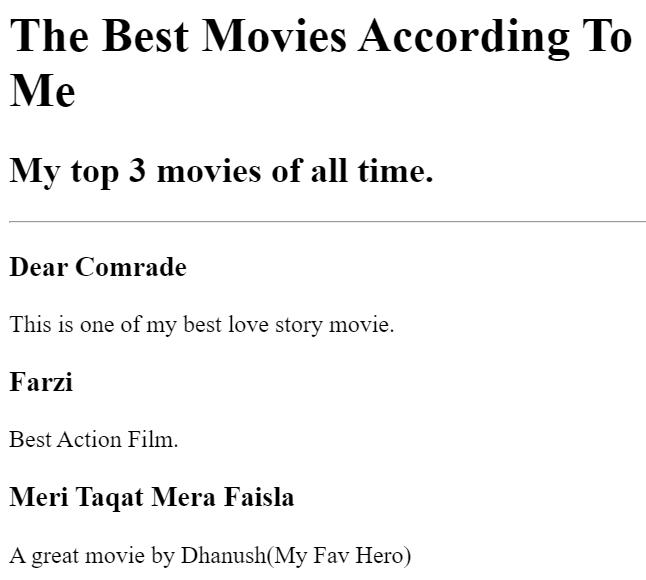 The Best Movies According To
Me
My top 3 movies of all time.
Dear Comrade
This is one of my best love story movie.
Farzi
Best Action Film.
Meri Taqat Mera Faisla
A great movie by Dhanush(My Fav Hero)